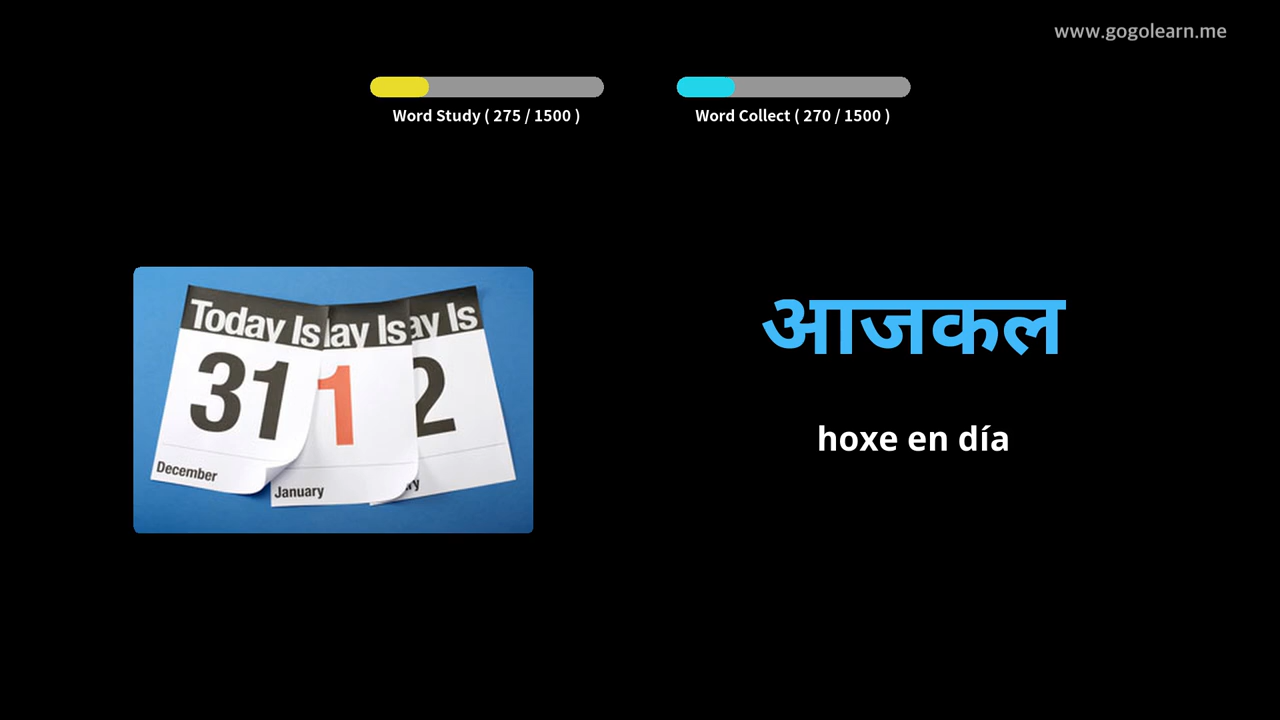 www.gogolearn.me
Word Study ( 275 / 1500 )
Word Collect ( 270 / 1500 )
Today Is
31
December
ay Is
1
January
ay Is
2
ry
आजकल
hoxe en día